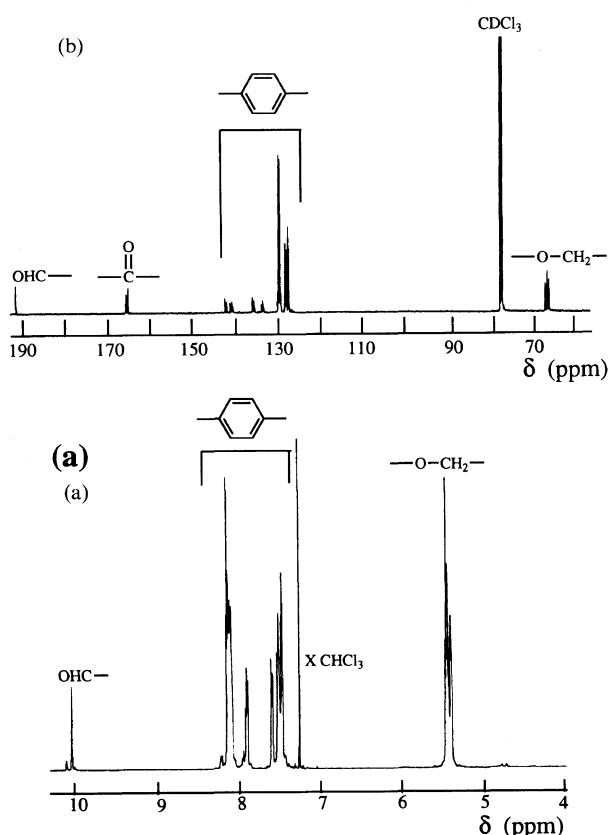 (b)
CDCl₃
OHC—
O
—C—
—O—CH₂—
190 170 150 130 110 90 70
δ (ppm)
(a)
(a)
—O—CH₂—
OHC—
X CHCl₃
10 9 8 7 6 5 4
δ (ppm)